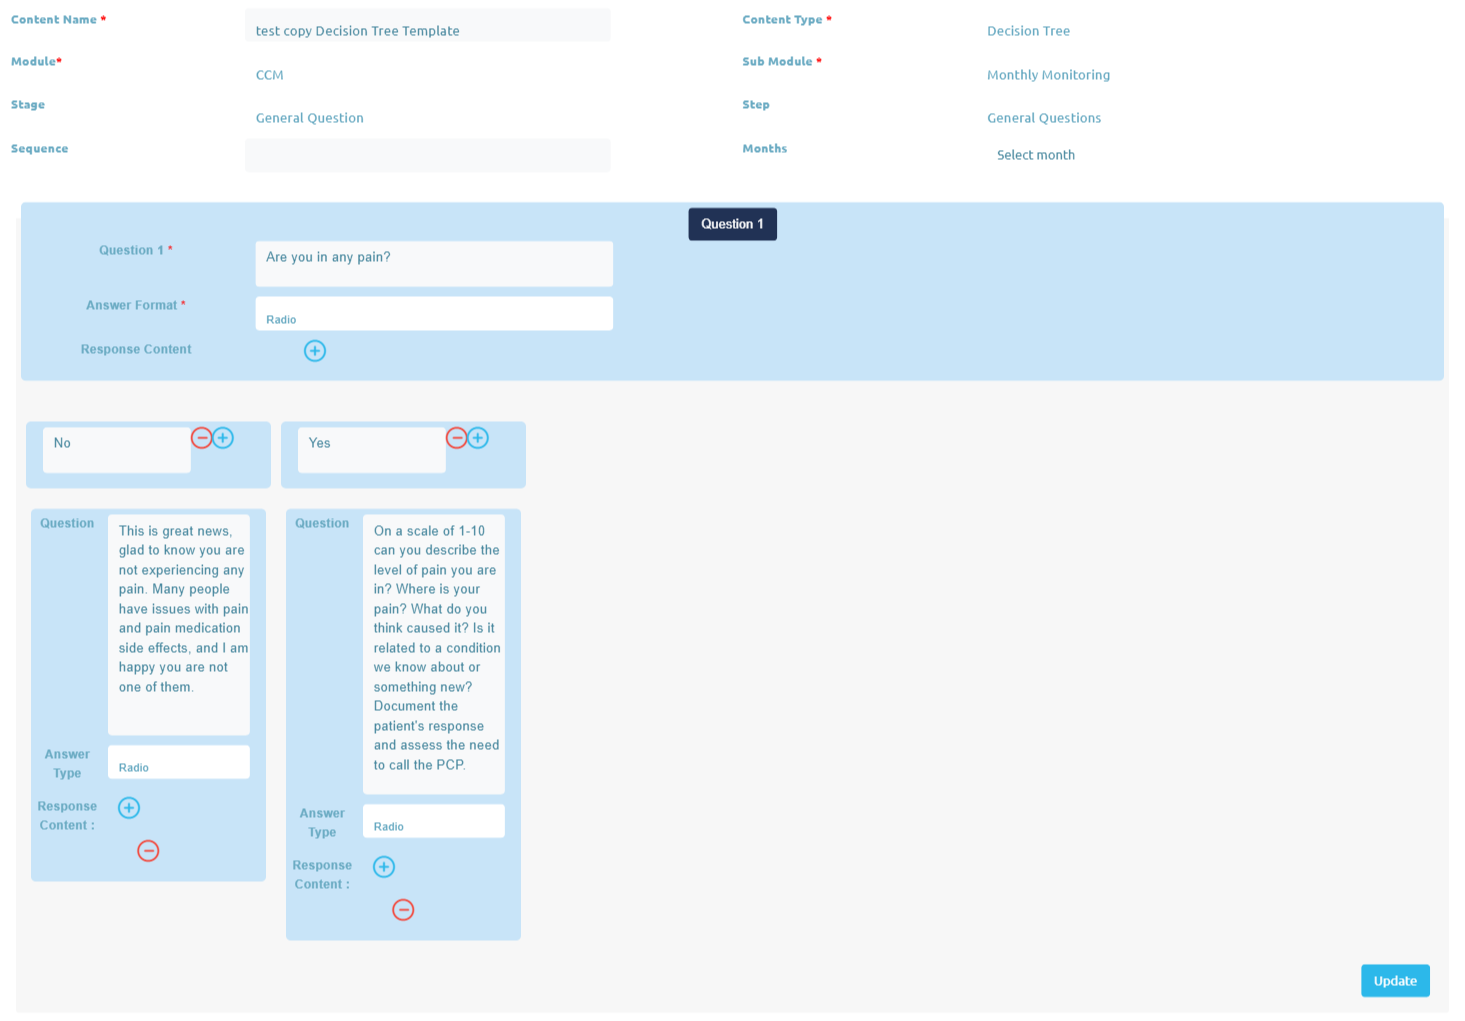 Content Name *
test copy Decision Tree Template
Content Type *
Decision Tree
Module*
CCM
Sub Module *
Monthly Monitoring
Stage
General Question
Step
General Questions
Sequence
Months
Select month
Question 1
Question 1 *
Are you in any pain?
Answer Format *
Radio
Response Content
No
Yes
Question
This is great news,
glad to know you are
not experiencing any
pain. Many people
have issues with pain
and pain medication
side effects, and I am
happy you are not
one of them.
Answer
Type
Radio
Response
Content :
Question
On a scale of 1-10
can you describe the
level of pain you are
in? Where is your
pain? What do you
think caused it? Is it
related to a condition
we know about or
something new?
Document the
patient's response
and assess the need
to call the PCP.
Answer
Type
Radio
Response
Content :
Update